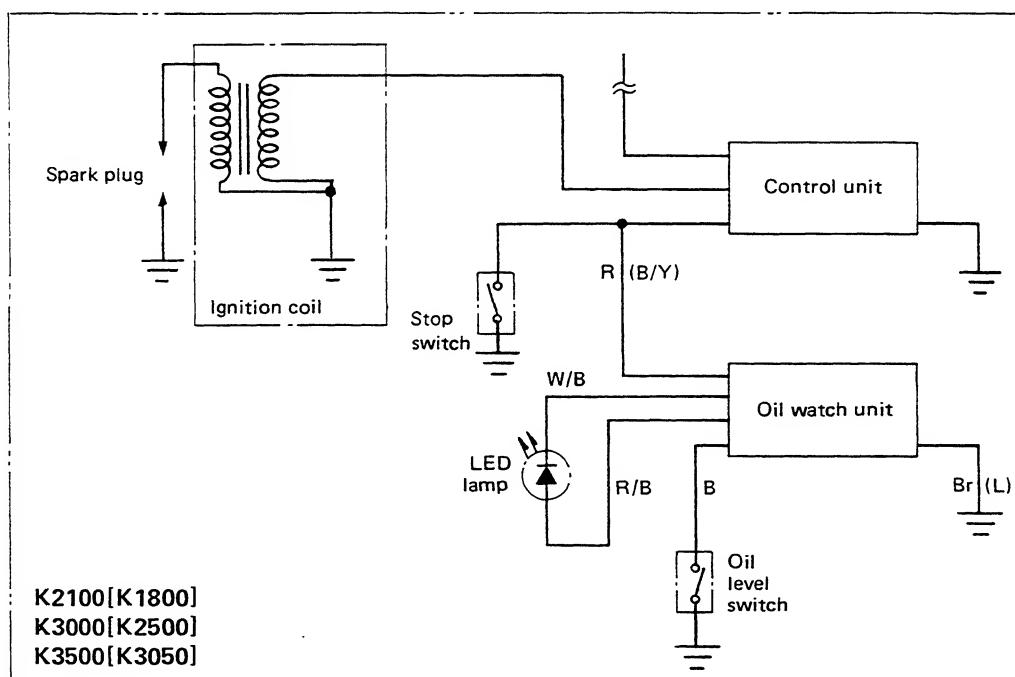 Spark plug
Ignition coil
Control unit
Stop
switch
R (B/Y)
W/B
Oil watch unit
LED
lamp
R/B
B
Br (L)
Oil
level
switch
K2100[K1800]
K3000[K2500]
K3500[K3050]